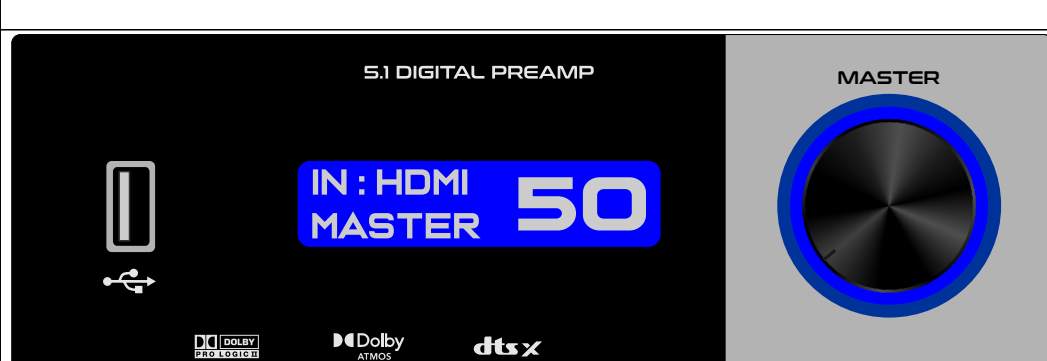 5.1 DIGITAL PREAMP
MASTER
IN : HDMI
MASTER
50
DOLBY
PRO LOGIC II
Dolby
ATMOS
dts x